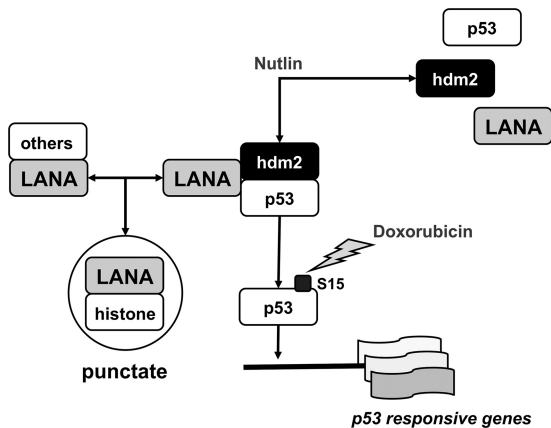 p53
Nutlin
hdm2
LANA
others
LANA
LANA
hdm2
p53
Doxorubicin
S15
p53
LANA
histone
punctate
p53 responsive genes